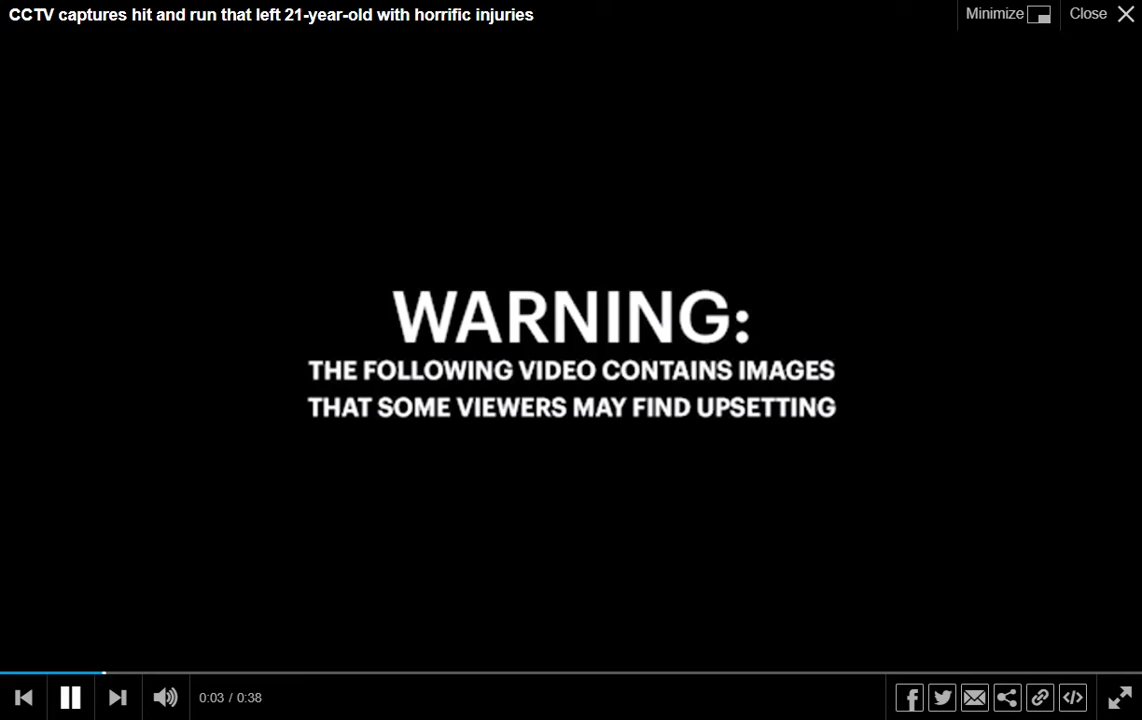 CCTV captures hit and run that left 21-year-old with horrific injuries
Minimize
Close
WARNING:
THE FOLLOWING VIDEO CONTAINS IMAGES
THAT SOME VIEWERS MAY FIND UPSETTING
0:03 / 0:38